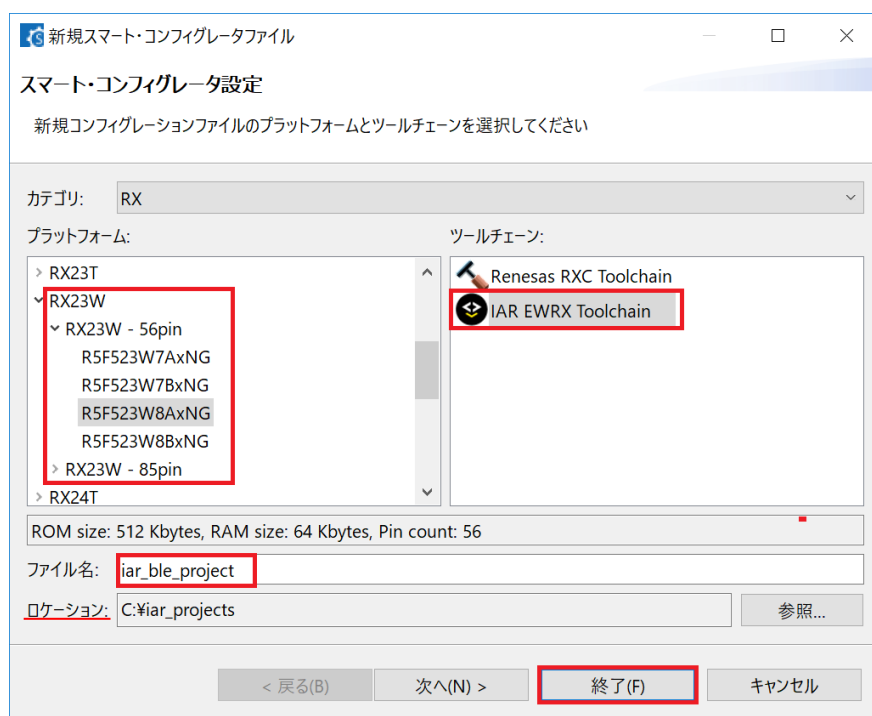 新規スマート・コンフィグレータファイル
スマート・コンフィグレータ設定
新規コンフィグレーションファイルのプラットフォームとツールチェーンを選択してください
カテゴリ: RX
プラットフォーム:
ツールチェーン:
RX23T
RX23W
RX23W - 56pin
R5F523W7AxNG
R5F523W7BxNG
R5F523W8AxNG
R5F523W8BxNG
RX23W - 85pin
RX24T
Renesas RXC Toolchain
IAR EWRX Toolchain
ROM size: 512 Kbytes, RAM size: 64 Kbytes, Pin count: 56
ファイル名: iar_ble_project
ロケーション: C:¥iar_projects 参照...
< 戻る(B) 次へ(N) > 終了(F) キャンセル